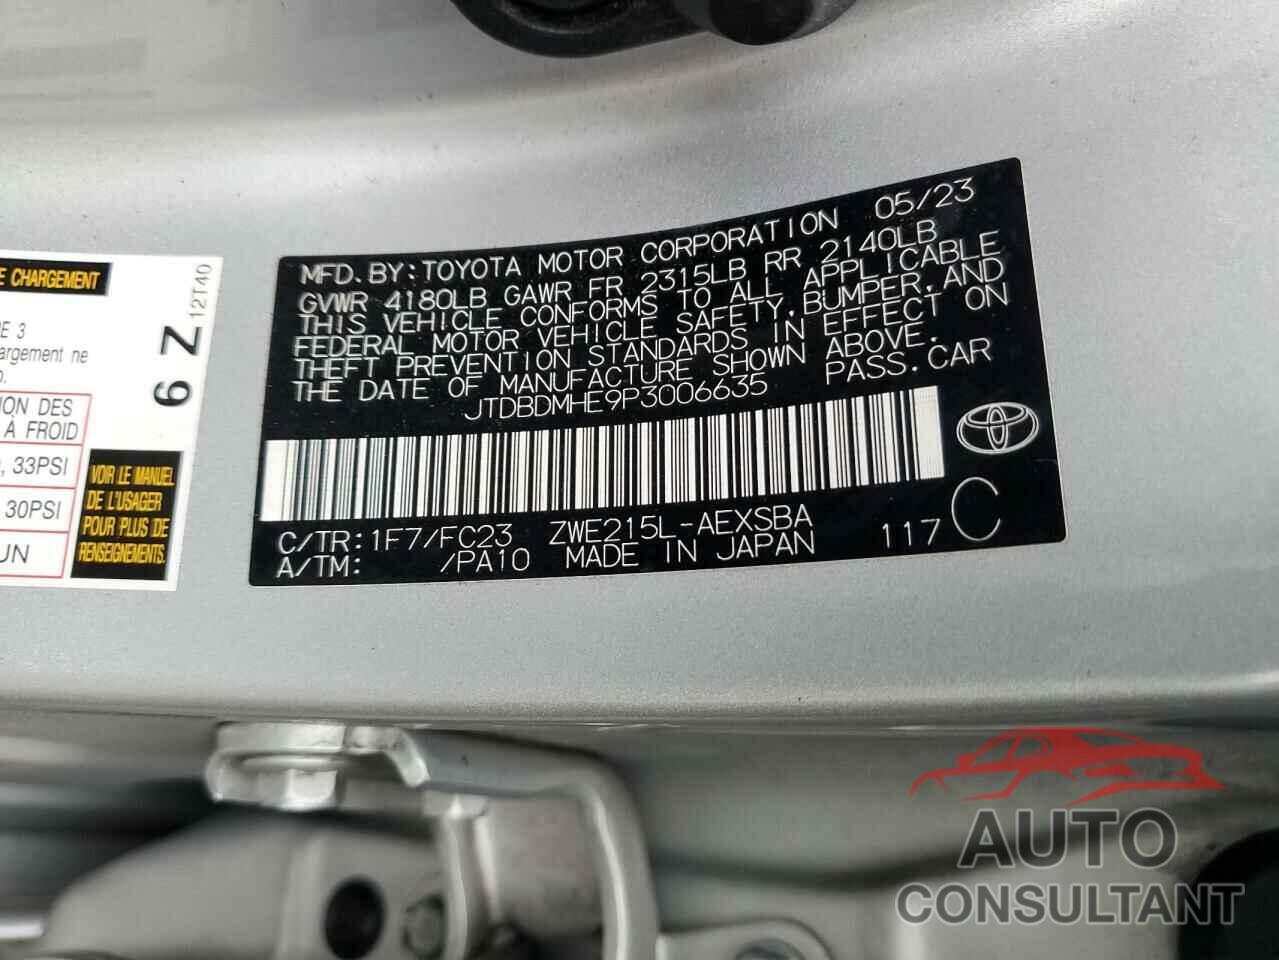 E CHARGEMENT
6 Z 12T40
E 3
argement ne
o.
ION DES
A FROID
, 33PSI
30PSI
UN
VOIR LE MANUEL
DE L'USAGER
POUR PLUS DE
RENSEIGNEMENTS.
MFD.BY:TOYOTA MOTOR CORPORATION 05/23
GVWR 4180LB GAWR FR 2315LB RR 2140LB
THIS VEHICLE CONFORMS TO ALL APPLICABLE
FEDERAL MOTOR VEHICLE SAFETY,BUMPER,AND
THEFT PREVENTION STANDARDS IN EFFECT ON
THE DATE OF MANUFACTURE SHOWN ABOVE.
JTDBDMHE9P3006635 PASS.CAR
C/TR:1F7/FC23 ZWE215L-AEXSBA
A/TM: /PA10 MADE IN JAPAN 117 C
AUTO
CONSULTANT